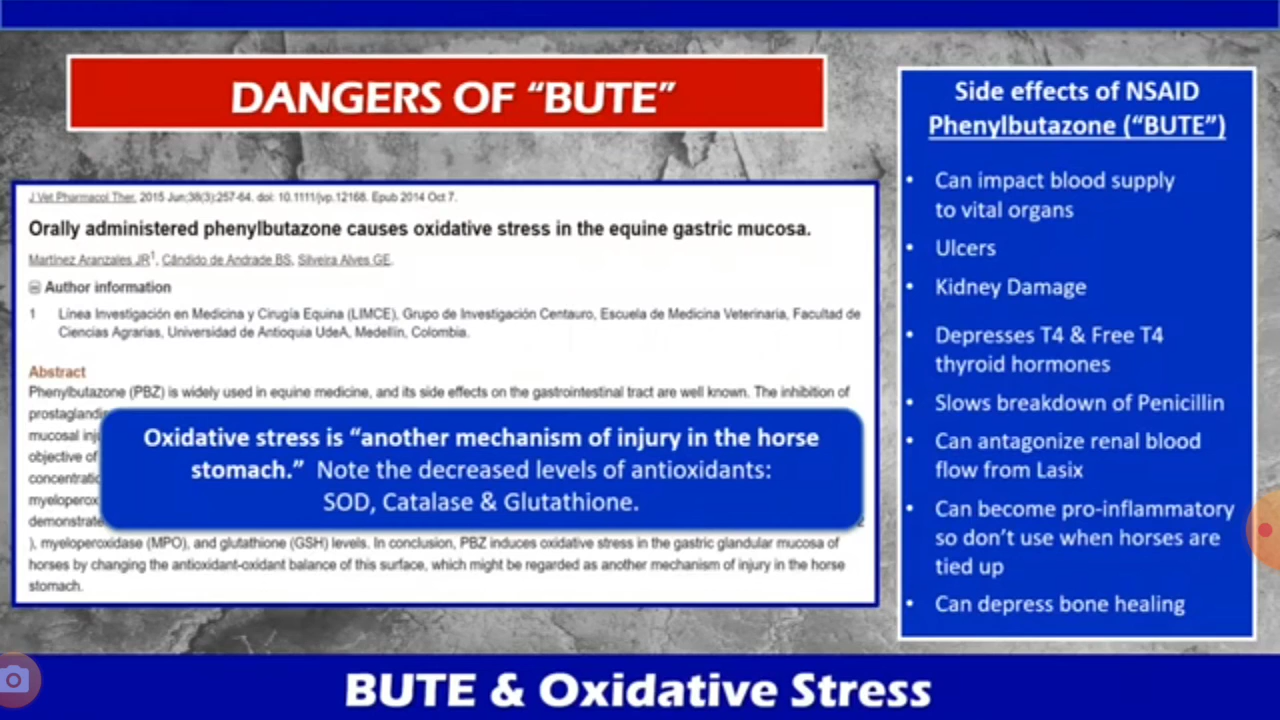 DANGERS OF “BUTE”
J Vet Pharmacol Ther. 2015 Jun;38(3):257-64. doi: 10.1111/jvp.12168. Epub 2014 Oct 7.
Orally administered phenylbutazone causes oxidative stress in the equine gastric mucosa.
Martínez Aranzales JR1, Cândido de Andrade BS, Silveira Alves GE.
Author information
1 Línea Investigación en Medicina y Cirugía Equina (LIMCE), Grupo de Investigación Centauro, Escuela de Medicina Veterinaria, Facultad de
Ciencias Agrarias, Universidad de Antioquia UdeA, Medellín, Colombia.
Abstract
Phenylbutazone (PBZ) is widely used in equine medicine, and its side effects on the gastrointestinal tract are well known. The inhibition of
mucosal
objective of
Oxidative stress is “another mechanism of injury in the horse
stomach.” Note the decreased levels of antioxidants:
SOD, Catalase & Glutathione.
2
), myeloperoxidase (MPO), and glutathione (GSH) levels. In conclusion, PBZ induces oxidative stress in the gastric glandular mucosa of
horses by changing the antioxidant-oxidant balance of this surface, which might be regarded as another mechanism of injury in the horse
stomach.
Side effects of NSAID
Phenylbutazone (“BUTE”)
• Can impact blood supply
to vital organs
• Ulcers
• Kidney Damage
• Depresses T4 & Free T4
thyroid hormones
• Slows breakdown of Penicillin
• Can antagonize renal blood
flow from Lasix
• Can become pro-inflammatory
so don’t use when horses are
tied up
• Can depress bone healing
BUTE & Oxidative Stress